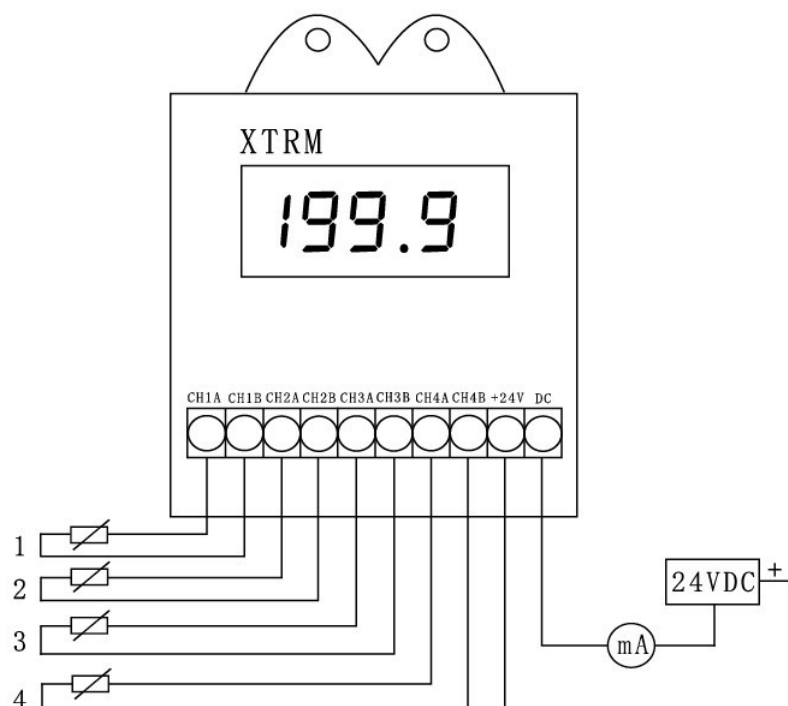 XTRM
199.9
CH1A CH1B CH2A CH2B CH3A CH3B CH4A CH4B +24V DC
1
2
3
4
24VDC +
mA